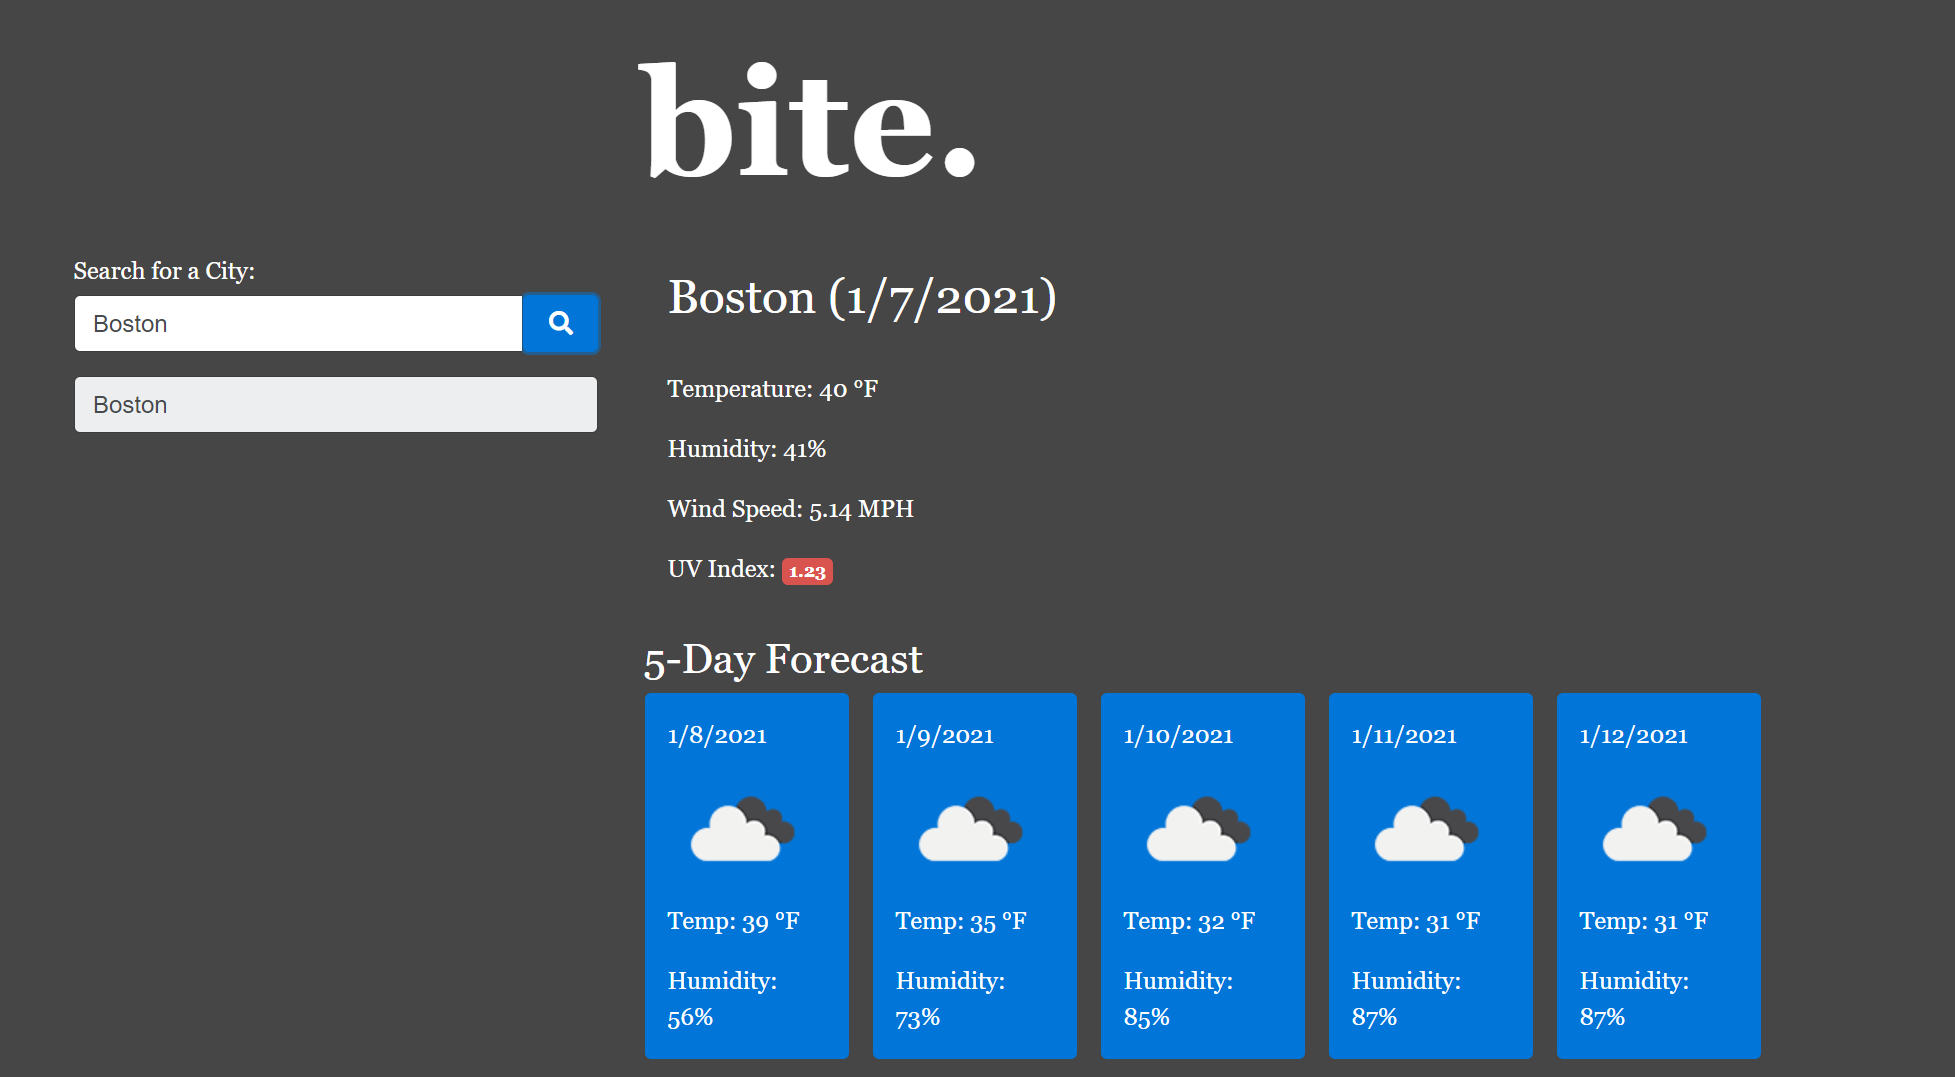 bite.
Search for a City:
Boston
Boston
Boston (1/7/2021)
Temperature: 40 °F
Humidity: 41%
Wind Speed: 5.14 MPH
UV Index: 1.23
5-Day Forecast
1/8/2021
Temp: 39 °F
Humidity:
56%
1/9/2021
Temp: 35 °F
Humidity:
73%
1/10/2021
Temp: 32 °F
Humidity:
85%
1/11/2021
Temp: 31 °F
Humidity:
87%
1/12/2021
Temp: 31 °F
Humidity:
87%